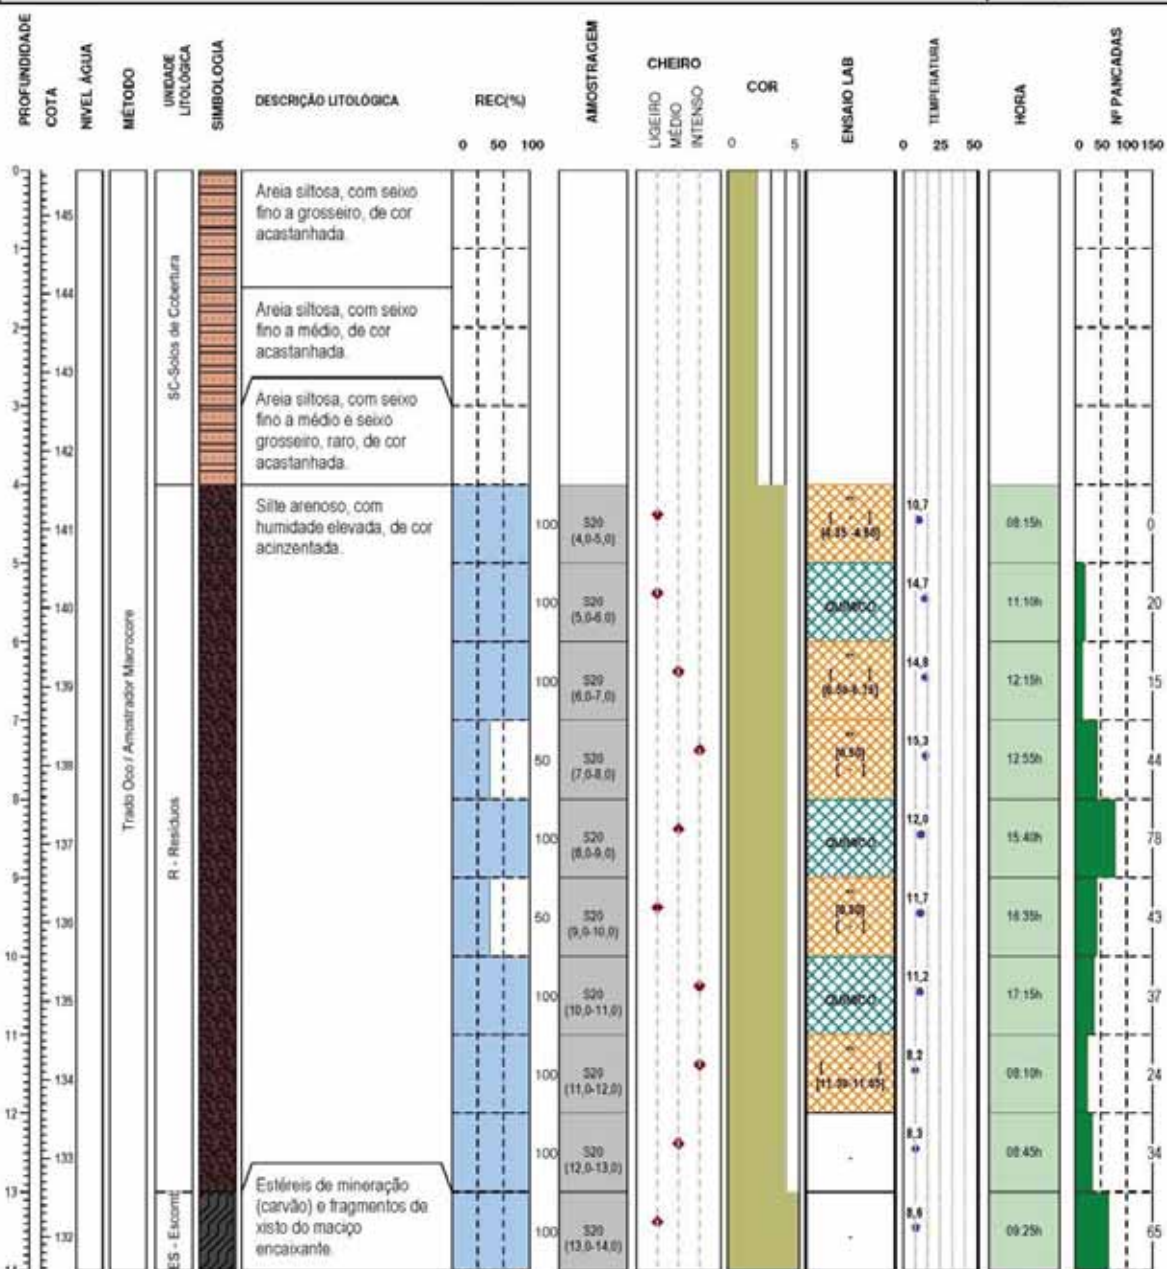 PROFUNDIDADE
COTA
NIVEL ÁGUA
MÉTODO
UNIDADE
LITOLÓGICA
SIMBOLOGIA
DESCRIÇÃO LITOLÓGICA
REC(%)
0 50 100
AMOSTRAGEM
CHEIRO
LIGEIRO
MÉDIO
INTENSO
COR
0 5
ENSAIO LAB
TEMPERATURA
0 25 50
HORA
Nº PANCADAS
0 50 100 150
0
1
2
3
4
5
6
7
8
9
10
11
12
13
145
144
143
142
141
140
139
138
137
136
135
134
133
132
Trado Oco / Amostrador Macrocore
SC-Solos de Cobertura
R - Resíduos
ES - Escomb
Areia siltosa, com seixo
fino a grosseiro, de cor
acastanhada.
Areia siltosa, com seixo
fino a médio, de cor
acastanhada.
Areia siltosa, com seixo
fino a médio e seixo
grosseiro, raro, de cor
acastanhada.
Silte arenoso, com
humidade elevada, de cor
acinzentada.
Estéreis de mineração
(carvão) e fragmentos de
xisto do maciço
encaixante.
100
100
100
50
100
50
100
100
100
100
S20
(4,0-5,0)
S20
(5,0-6,0)
S20
(6,0-7,0)
S20
(7,0-8,0)
S20
(8,0-9,0)
S20
(9,0-10,0)
S20
(10,0-11,0)
S20
(11,0-12,0)
S20
(12,0-13,0)
S20
(13,0-14,0)
QUÍMICO
QUÍMICO
QUÍMICO
-
-
10,7
14,7
14,8
15,3
12,0
11,7
11,2
8,2
8,3
8,6
08:15h
11:10h
12:15h
12:55h
15:40h
16:35h
17:15h
08:10h
08:45h
09:25h
0
20
15
44
78
43
37
24
34
65